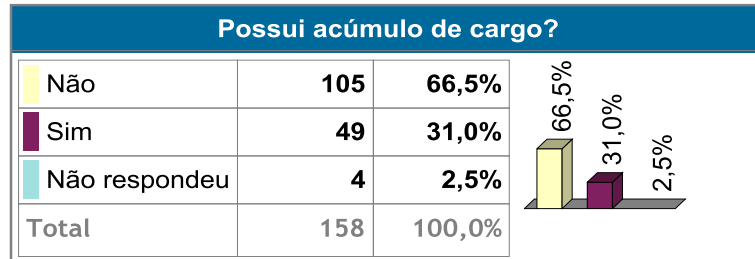 Possui acúmulo de cargo?
Não 105 66,5%
Sim 49 31,0%
Não respondeu 4 2,5%
Total 158 100,0%
66,5%
31,0%
2,5%